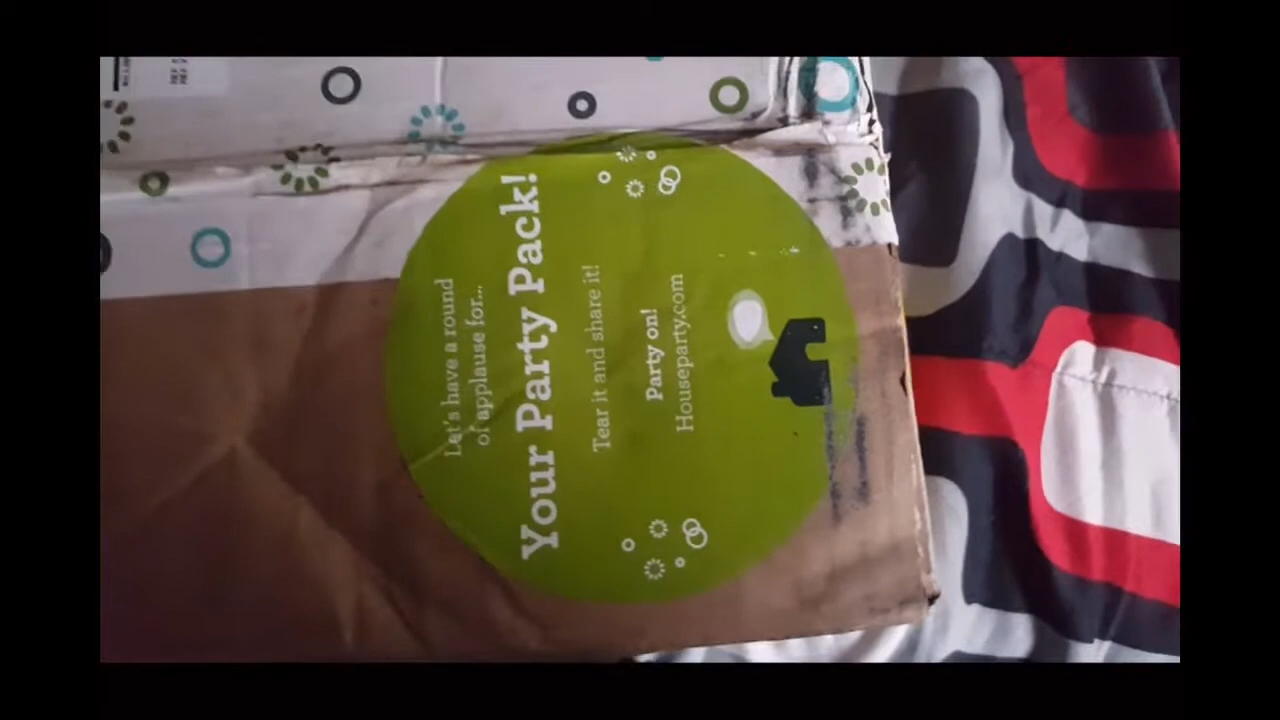 Let's have a round
of applause for...
Your Party Pack!
Tear it and share it!
Party on!
Houseparty.com